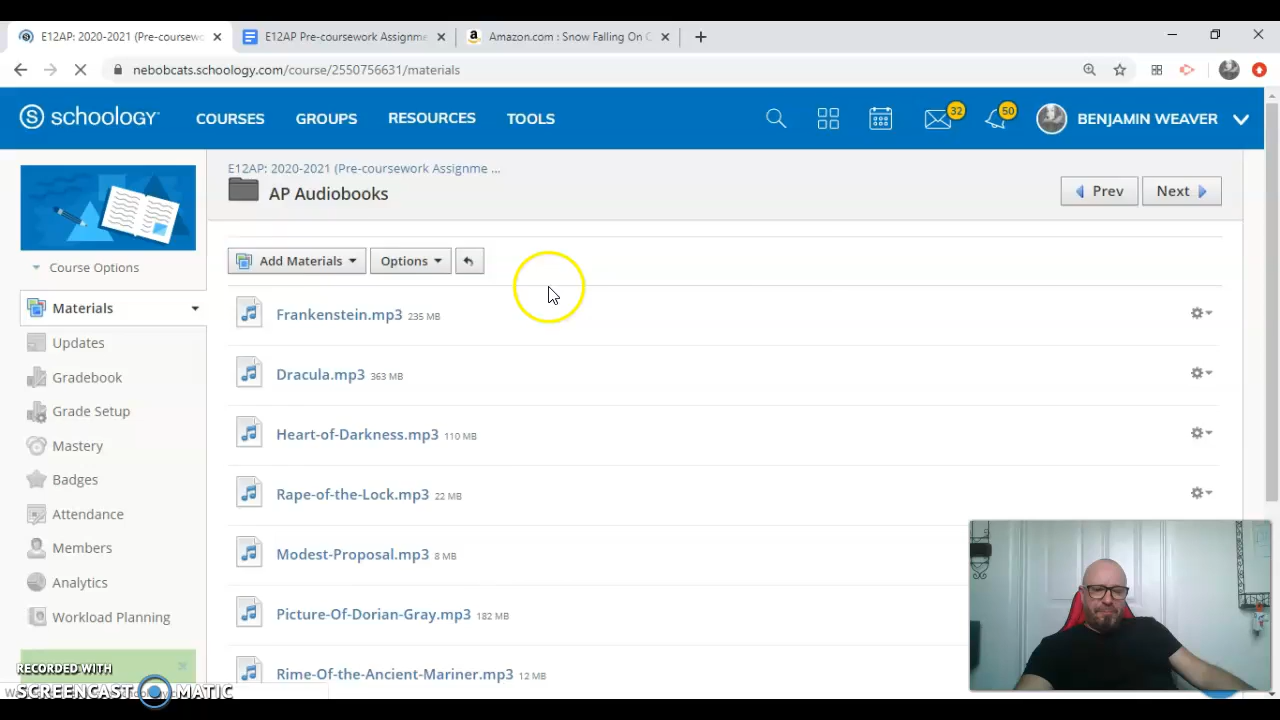 E12AP: 2020-2021 (Pre-coursew
E12AP Pre-coursework Assignme
Amazon.com : Snow Falling On C
nebobcats.schoology.com/course/2550756631/materials
schoology
COURSES
GROUPS
RESOURCES
TOOLS
32
50
BENJAMIN WEAVER
E12AP: 2020-2021 (Pre-coursework Assignme ...
AP Audiobooks
Prev
Next
Course Options
Add Materials
Options
Materials
Updates
Gradebook
Grade Setup
Mastery
Badges
Attendance
Members
Analytics
Workload Planning
Frankenstein.mp3 235 MB
Dracula.mp3 363 MB
Heart-of-Darkness.mp3 110 MB
Rape-of-the-Lock.mp3 22 MB
Modest-Proposal.mp3 8 MB
Picture-Of-Dorian-Gray.mp3 182 MB
Rime-Of-the-Ancient-Mariner.mp3 12 MB
RECORDED WITH
SCREENCAST MATIC